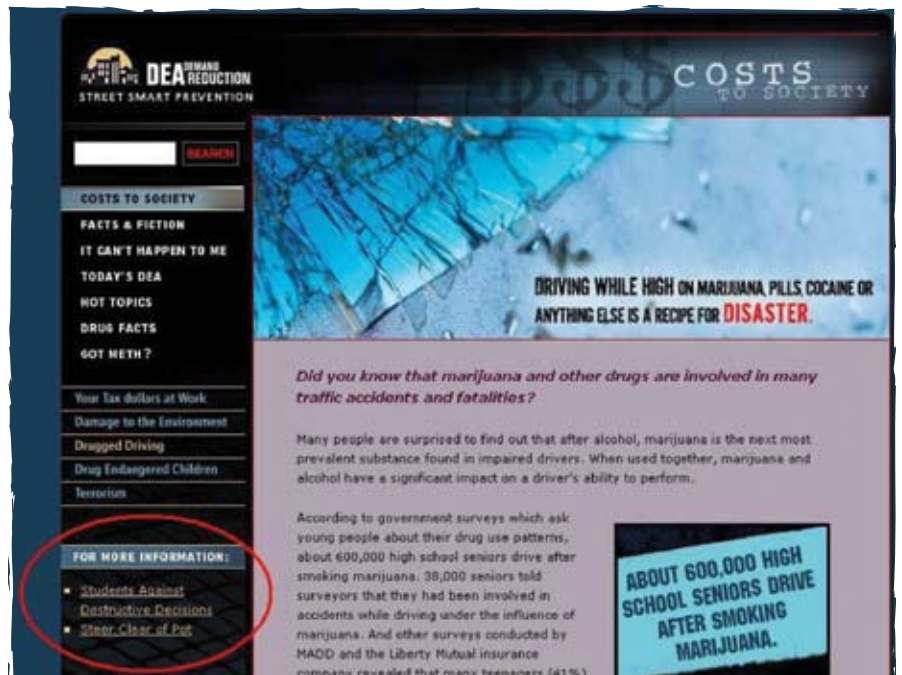 DEA DEMAND REDUCTION
STREET SMART PREVENTION
COSTS
TO SOCIETY
SEARCH
COSTS TO SOCIETY
FACTS & FICTION
IT CAN'T HAPPEN TO ME
TODAY'S DEA
HOT TOPICS
DRUG FACTS
GOT METH?
Your Tax dollars at Work
Damage to the Environment
Drugged Driving
Drug Endangered Children
Terrorism
FOR MORE INFORMATION:
Students Against
Destructive Decisions
Steer Clear of Pot
DRIVING WHILE HIGH ON MARIJUANA, PILLS, COCAINE OR
ANYTHING ELSE IS A RECIPE FOR DISASTER.
Did you know that marijuana and other drugs are involved in many
traffic accidents and fatalities?
Many people are surprised to find out that after alcohol, marijuana is the next most
prevalent substance found in impaired drivers. When used together, marijuana and
alcohol have a significant impact on a driver's ability to perform.
According to government surveys which ask
young people about their drug use patterns,
about 600,000 high school seniors drive after
smoking marijuana. 38,000 seniors told
surveyors that they had been involved in
accidents while driving under the influence of
marijuana. And other surveys conducted by
MADD and the Liberty Mutual insurance
company revealed that many teenagers (41%)
ABOUT 600,000 HIGH
SCHOOL SENIORS DRIVE
AFTER SMOKING
MARIJUANA.